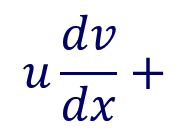 u dv/dx +